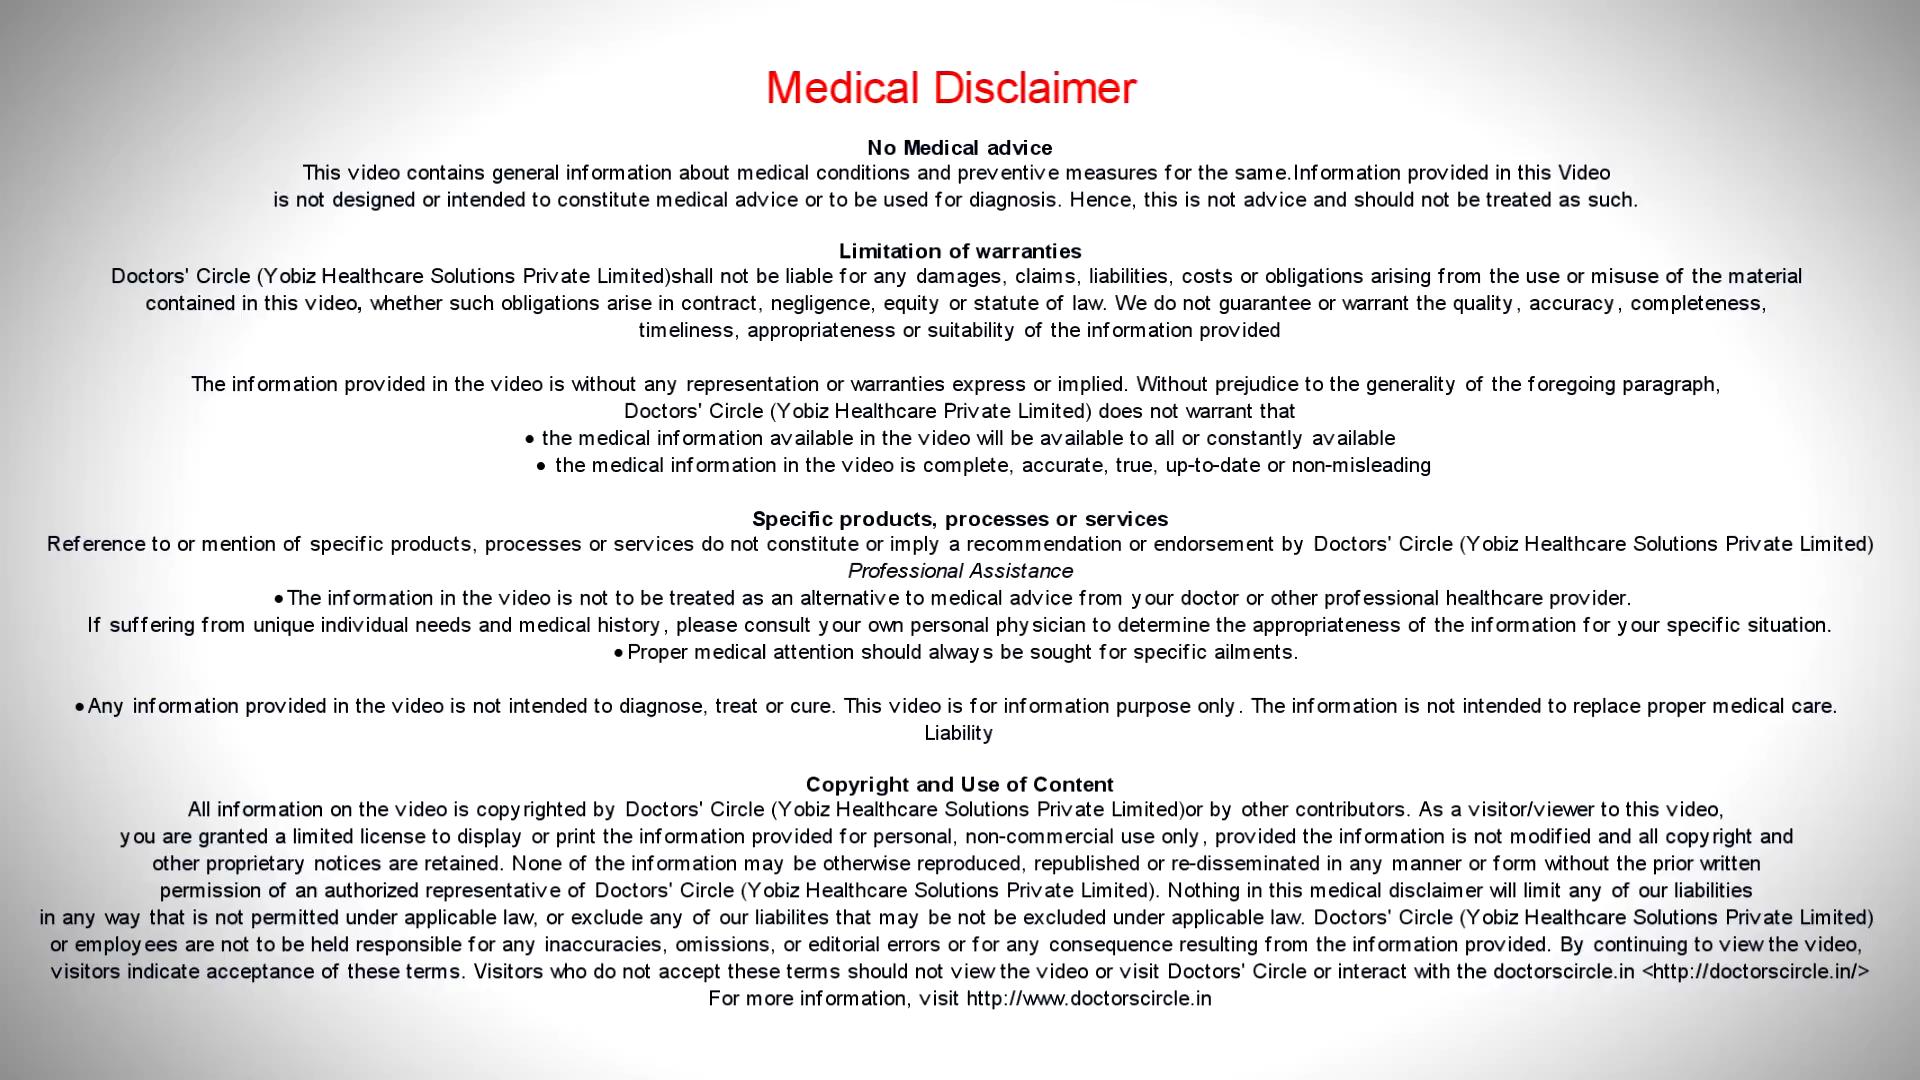 Medical Disclaimer
No Medical advice
This video contains general information about medical conditions and preventive measures for the same.Information provided in this Video
is not designed or intended to constitute medical advice or to be used for diagnosis. Hence, this is not advice and should not be treated as such.
Limitation of warranties
Doctors' Circle (Yobiz Healthcare Solutions Private Limited)shall not be liable for any damages, claims, liabilities, costs or obligations arising from the use or misuse of the material
contained in this video, whether such obligations arise in contract, negligence, equity or statute of law. We do not guarantee or warrant the quality, accuracy, completeness,
timeliness, appropriateness or suitability of the information provided
The information provided in the video is without any representation or warranties express or implied. Without prejudice to the generality of the foregoing paragraph,
Doctors' Circle (Yobiz Healthcare Private Limited) does not warrant that
• the medical information available in the video will be available to all or constantly available
• the medical information in the video is complete, accurate, true, up-to-date or non-misleading
Specific products, processes or services
Reference to or mention of specific products, processes or services do not constitute or imply a recommendation or endorsement by Doctors' Circle (Yobiz Healthcare Solutions Private Limited)
Professional Assistance
•The information in the video is not to be treated as an alternative to medical advice from your doctor or other professional healthcare provider.
If suffering from unique individual needs and medical history, please consult your own personal physician to determine the appropriateness of the information for your specific situation.
•Proper medical attention should always be sought for specific ailments.
•Any information provided in the video is not intended to diagnose, treat or cure. This video is for information purpose only. The information is not intended to replace proper medical care.
Liability
Copyright and Use of Content
All information on the video is copyrighted by Doctors' Circle (Yobiz Healthcare Solutions Private Limited)or by other contributors. As a visitor/viewer to this video,
you are granted a limited license to display or print the information provided for personal, non-commercial use only, provided the information is not modified and all copyright and
other proprietary notices are retained. None of the information may be otherwise reproduced, republished or re-disseminated in any manner or form without the prior written
permission of an authorized representative of Doctors' Circle (Yobiz Healthcare Solutions Private Limited). Nothing in this medical disclaimer will limit any of our liabilities
in any way that is not permitted under applicable law, or exclude any of our liabilites that may be not be excluded under applicable law. Doctors' Circle (Yobiz Healthcare Solutions Private Limited)
or employees are not to be held responsible for any inaccuracies, omissions, or editorial errors or for any consequence resulting from the information provided. By continuing to view the video,
visitors indicate acceptance of these terms. Visitors who do not accept these terms should not view the video or visit Doctors' Circle or interact with the doctorscircle.in <http://doctorscircle.in/>
For more information, visit http://www.doctorscircle.in